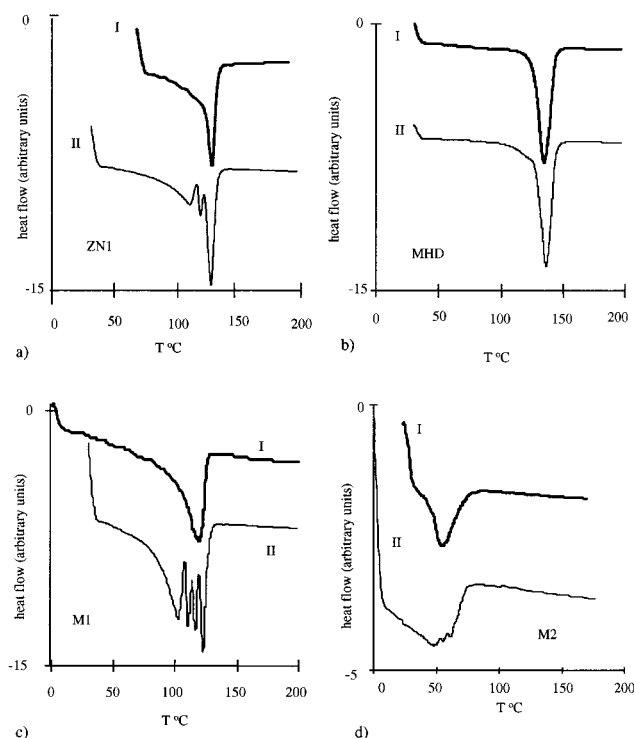 0
I
II
heat flow (arbitrary units)
ZN1
-15
0 50 100 150 200
T °C
a)
0
I
II
heat flow (arbitrary units)
MHD
-15
0 50 100 150 200
T °C
b)
0
I
II
heat flow (arbitrary units)
M1
-15
0 50 100 150 200
T °C
c)
0
I
II
heat flow (arbitrary units)
M2
-5
0 50 100 150 200
T °C
d)